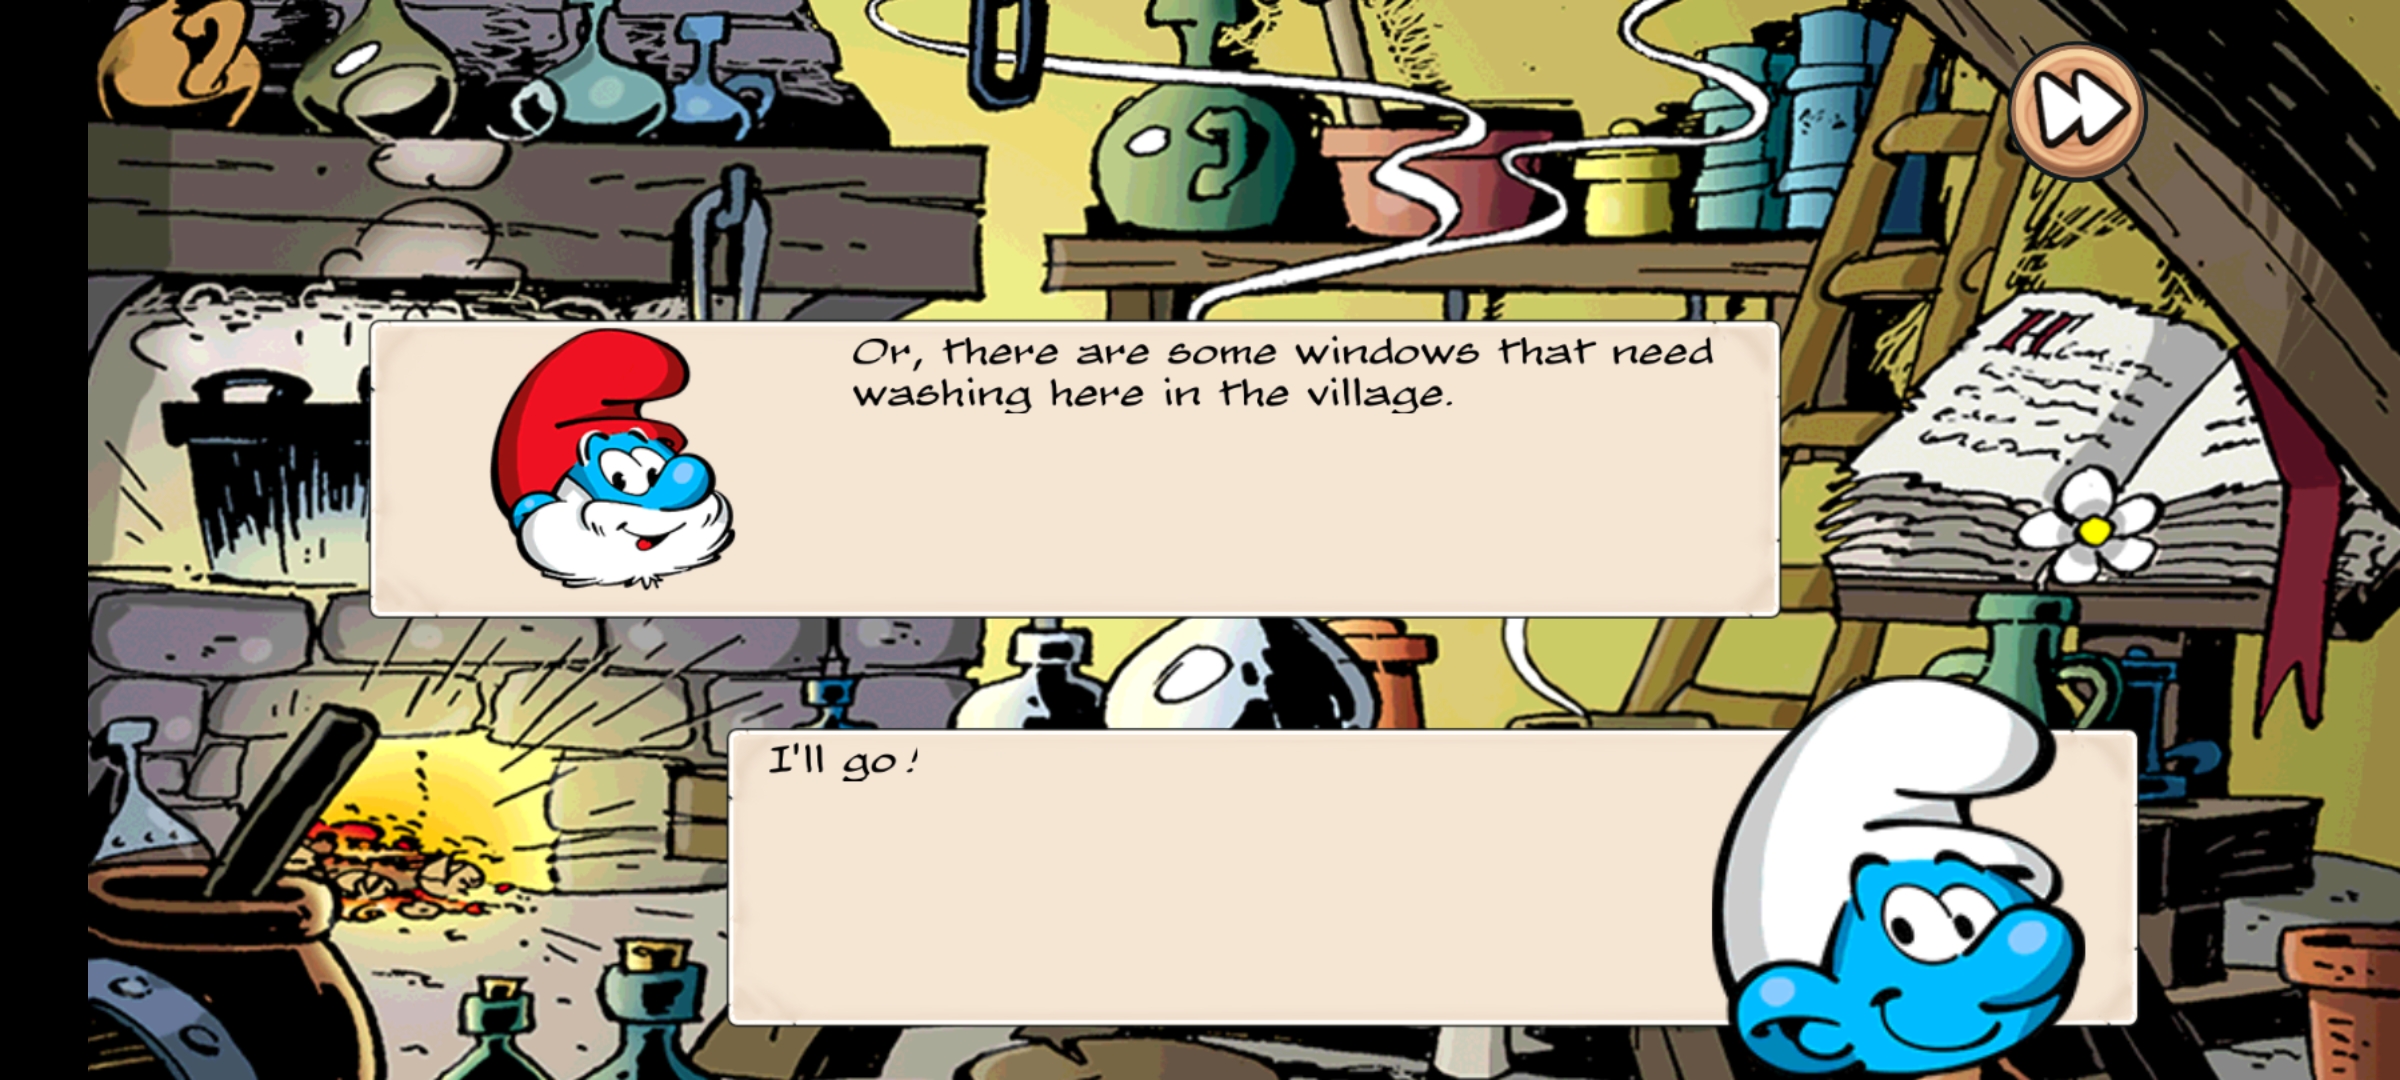 Or, there are some windows that need
washing here in the village.
I'll go!